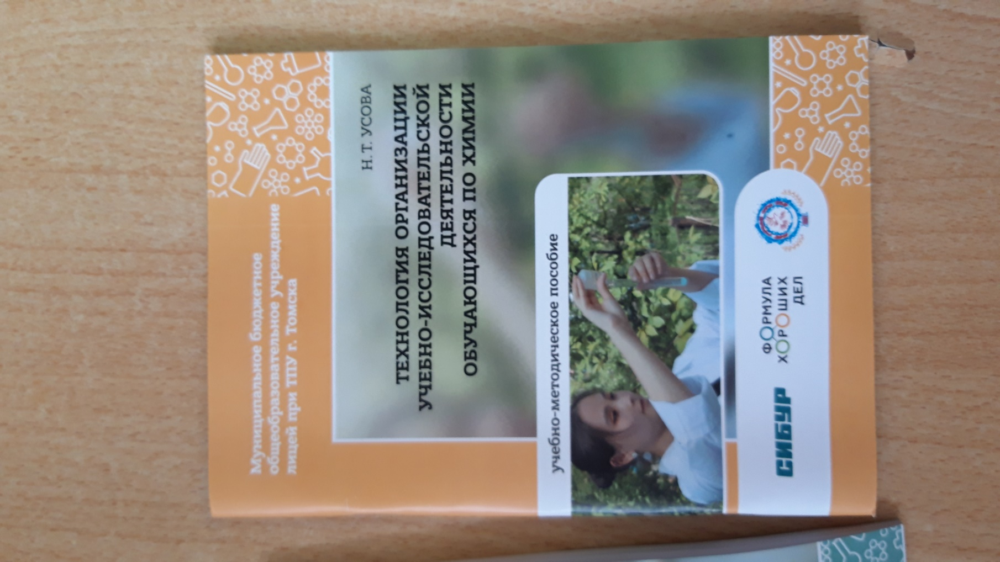 Муниципальное бюджетное
общеобразовательное учреждение
лицей при ТПУ г. Томска
Н. Т. УСОВА
ТЕХНОЛОГИЯ ОРГАНИЗАЦИИ
УЧЕБНО-ИССЛЕДОВАТЕЛЬСКОЙ
ДЕЯТЕЛЬНОСТИ
ОБУЧАЮЩИХСЯ ПО ХИМИИ
учебно-методическое пособие
СИБУР
ФОРМУЛА
ХОРОШИХ
ДЕЛ